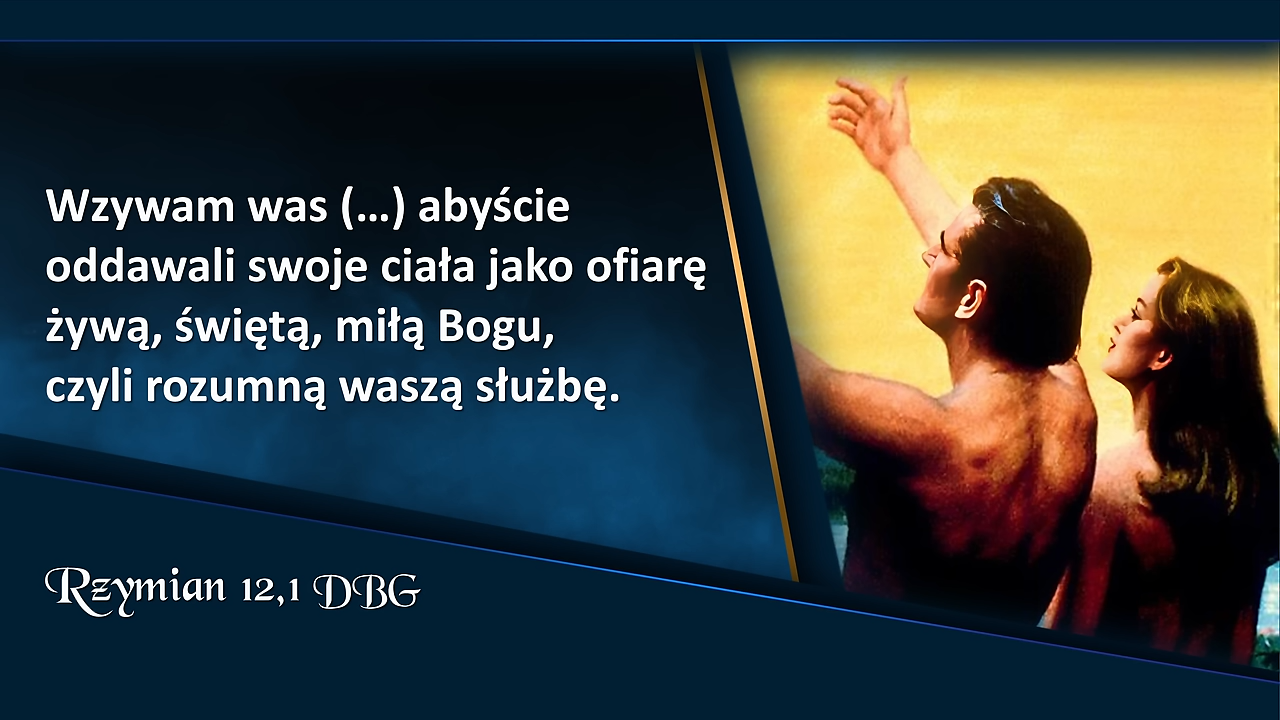 Wzywam was (...) abyście
oddawali swoje ciała jako ofiarę
żywą, świętą, miłą Bogu,
czyli rozumną waszą służbę.
Rzymian 12,1 DBG